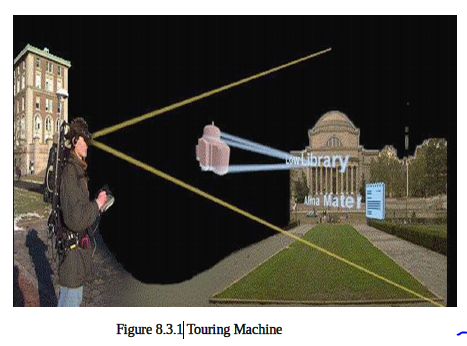 Low Library
Alma Mater
Figure 8.3.1 Touring Machine